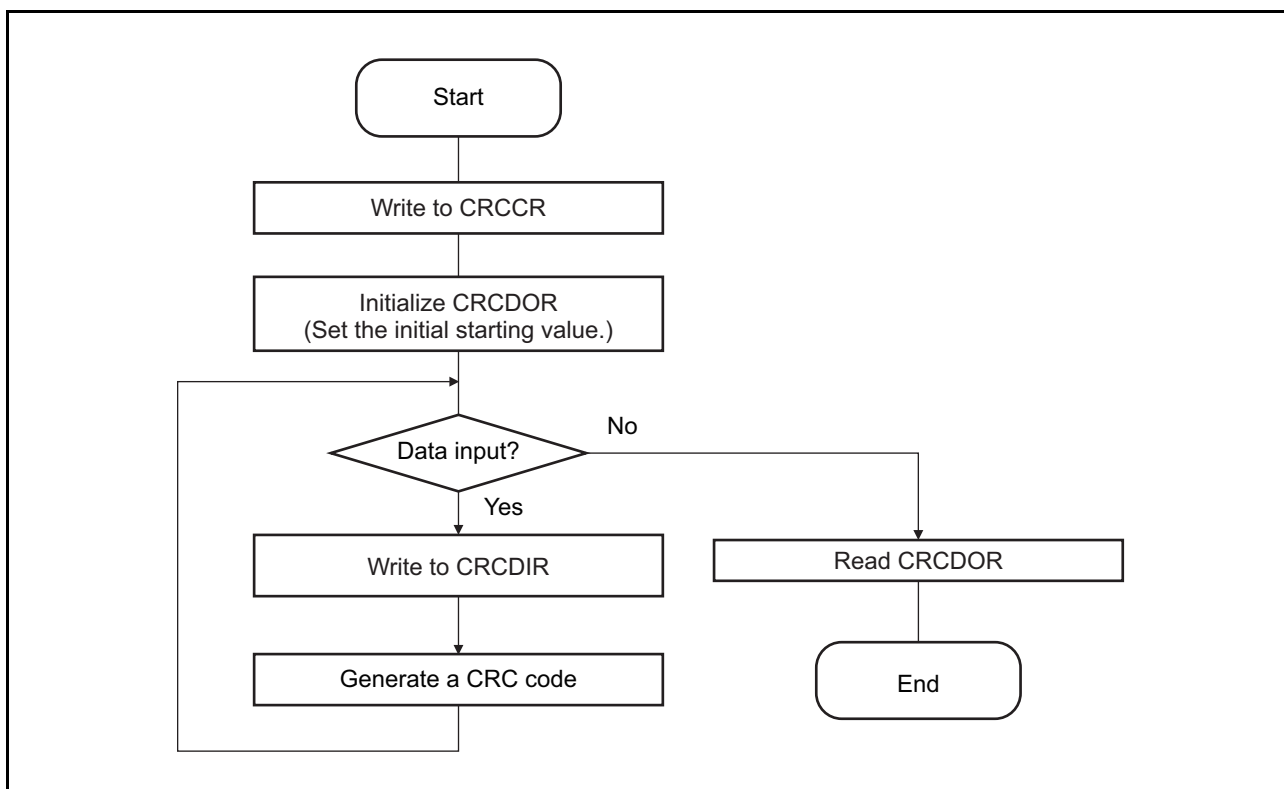 Start
Write to CRCCR
Initialize CRCDOR
(Set the initial starting value.)
Data input?
No
Yes
Write to CRCDIR
Read CRCDOR
Generate a CRC code
End